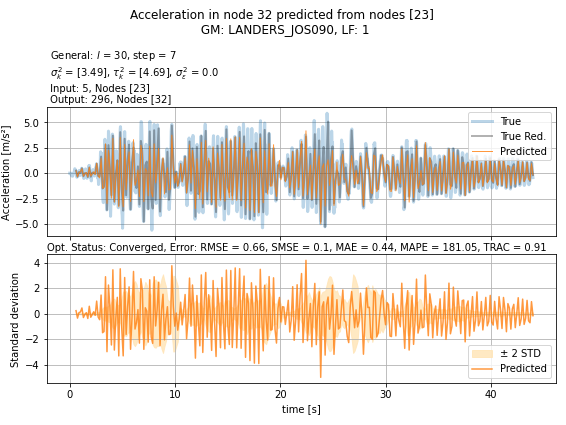 Acceleration in node 32 predicted from nodes [23]
GM: LANDERS_JOS090, LF: 1
General: l = 30, step = 7
σ²ₖ = [3.49], τ²ₖ = [4.69], σ²ε = 0.0
Input: 5, Nodes [23]
Output: 296, Nodes [32]
Acceleration [m/s²]
5.0
2.5
0.0
−2.5
−5.0
True
True Red.
Predicted
Opt. Status: Converged, Error: RMSE = 0.66, SMSE = 0.1, MAE = 0.44, MAPE = 181.05, TRAC = 0.91
Standard deviation
4
2
0
−2
−4
± 2 STD
Predicted
0
10
20
30
40
time [s]